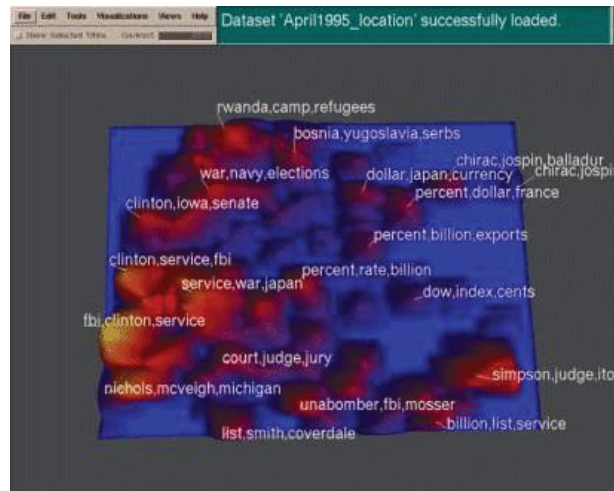 File Edit Tools Visualizations Views Help
Dataset 'April1995_location' successfully loaded.
Contrast
rwanda,camp,refugees
bosnia,yugoslavia,serbs
chirac,jospin,balladur
war,navy,elections
dollar,japan,currency
chirac,jospin
percent,dollar,france
clinton,iowa,senate
percent,billion,exports
clinton,service,fbi
percent,rate,billion
service,war,japan
dow,index,cents
fbi,clinton,service
court,judge,jury
simpson,judge,ito
nichols,mcveigh,michigan
unabomber,fbi,mosser
billion,list,service
list,smith,coverdale